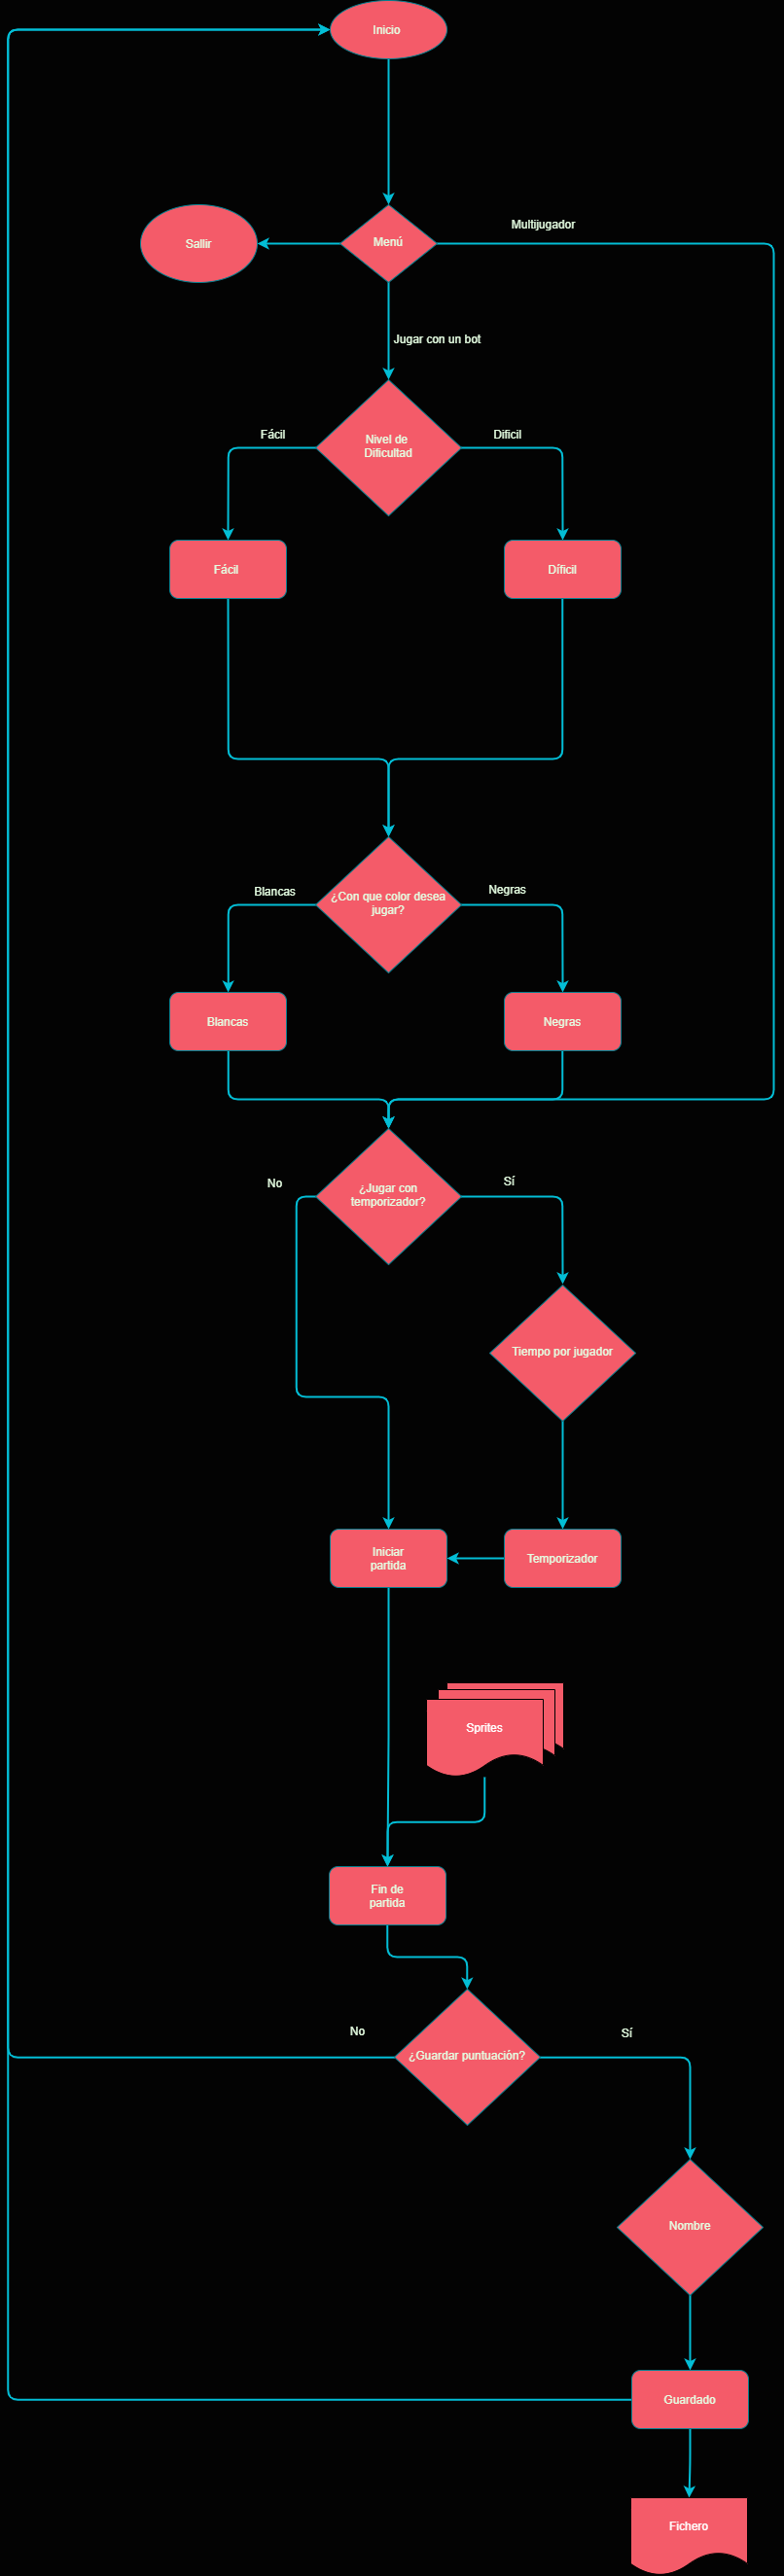 Inicio
Multijugador
Sallir
Menú
Jugar con un bot
Fácil
Dificil
Nivel de
Dificultad
Fácil
Díficil
Blancas
Negras
¿Con que color desea
jugar?
Blancas
Negras
No
Sí
¿Jugar con
temporizador?
Tiempo por jugador
Iniciar
partida
Temporizador
Sprites
Fin de
partida
No
Sí
¿Guardar puntuación?
Nombre
Guardado
Fichero